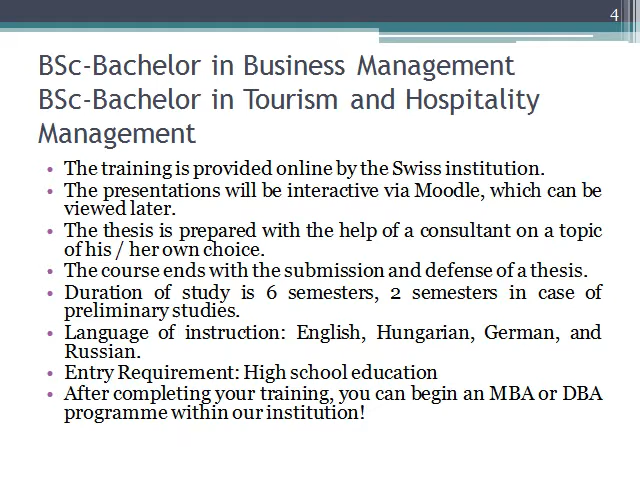 4
BSc-Bachelor in Business Management
BSc-Bachelor in Tourism and Hospitality
Management
• The training is provided online by the Swiss institution.
• The presentations will be interactive via Moodle, which can be
viewed later.
• The thesis is prepared with the help of a consultant on a topic
of his / her own choice.
• The course ends with the submission and defense of a thesis.
• Duration of study is 6 semesters, 2 semesters in case of
preliminary studies.
• Language of instruction: English, Hungarian, German, and
Russian.
• Entry Requirement: High school education
• After completing your training, you can begin an MBA or DBA
programme within our institution!